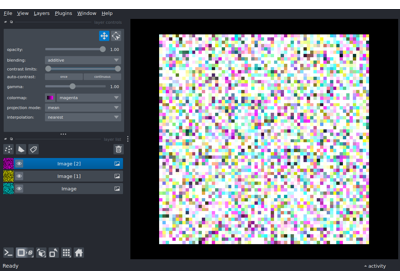 File View Layers Plugins Window Help
layer controls
opacity: 1.00
blending: additive
contrast limits:
auto-contrast: once continuous
gamma: 1.00
colormap: magenta
projection mode: none
interpolation: nearest
layer list
Image [2]
Image [1]
Image
Ready
activity